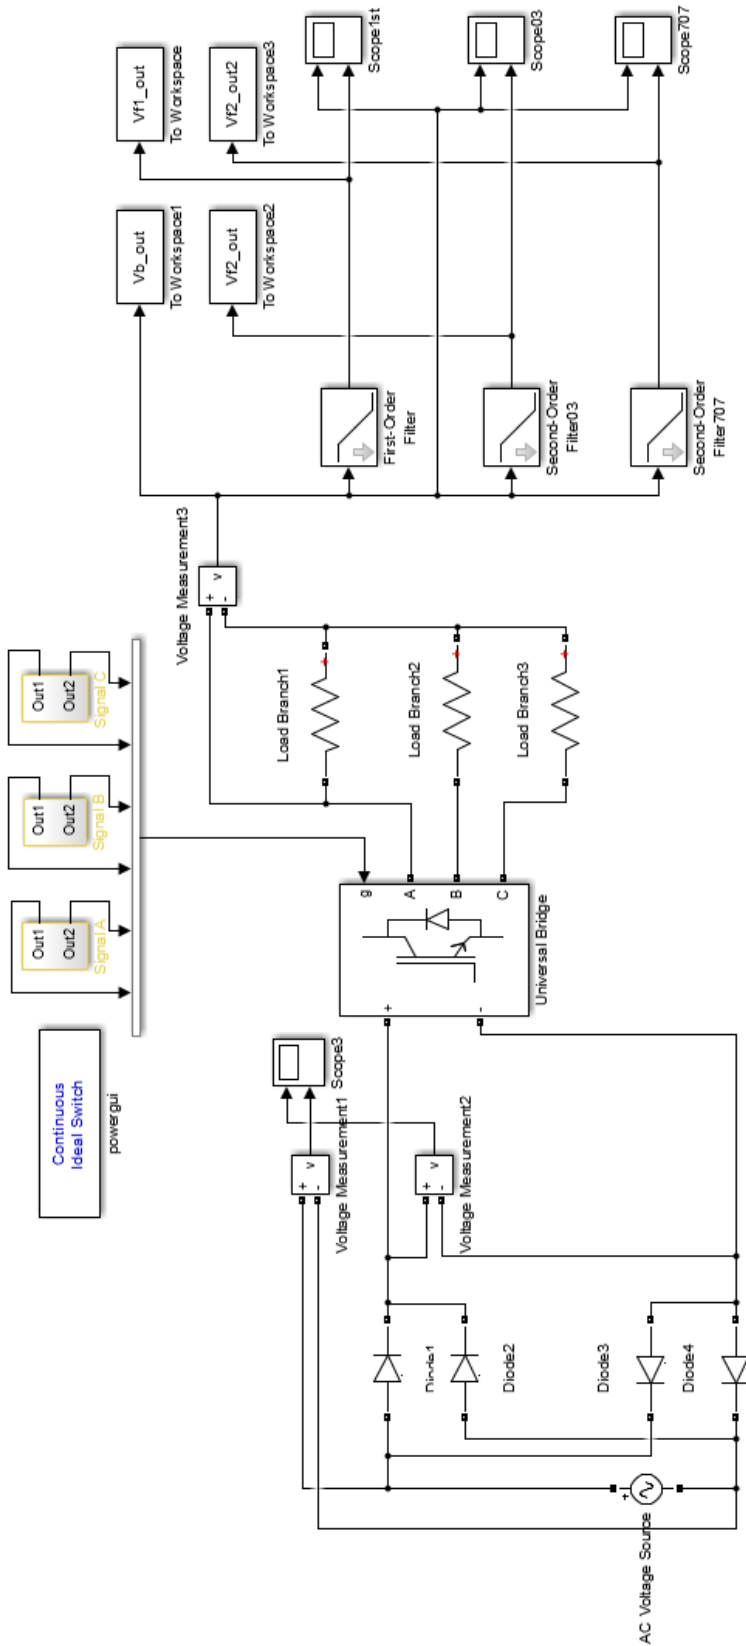 Continuous
Ideal Switch
powergui
Out1
Out2
Signal A
Out1
Out2
Signal B
Out1
Out2
Signal C
Vb_out
To Workspace1
Vf1_out
To Workspace
Vf2_out
To Workspace2
Vf2_out2
To Workspace3
Voltage Measurement3
+
-
v
Scope3
Voltage Measurement1
+
-
v
Voltage Measurement2
+
-
v
Load Branch1
+
Load Branch2
+
Load Branch3
+
First-Order
Filter
Scope1st
g
A
B
C
+
-
Universal Bridge
Second-Order
Filter03
Scope03
Diode1
Diode2
Diode3
Diode4
Second-Order
Filter707
Scope707
+
AC Voltage Source